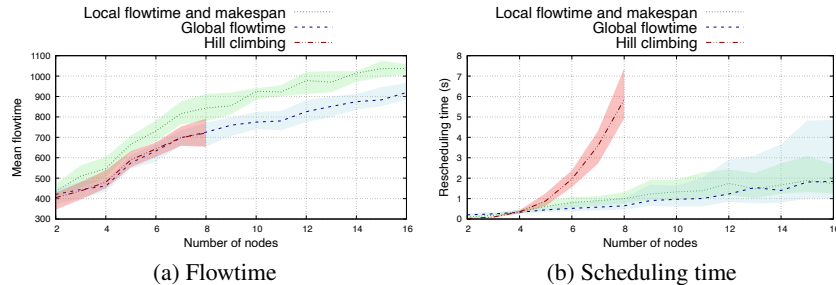 Local flowtime and makespan
Global flowtime
Hill climbing
1100
1000
900
800
700
600
500
400
300
Mean flowtime
2 4 6 8 10 12 14 16
Number of nodes
(a) Flowtime
Local flowtime and makespan
Global flowtime
Hill climbing
8
7
6
5
4
3
2
1
0
Rescheduling time (s)
2 4 6 8 10 12 14 16
Number of nodes
(b) Scheduling time